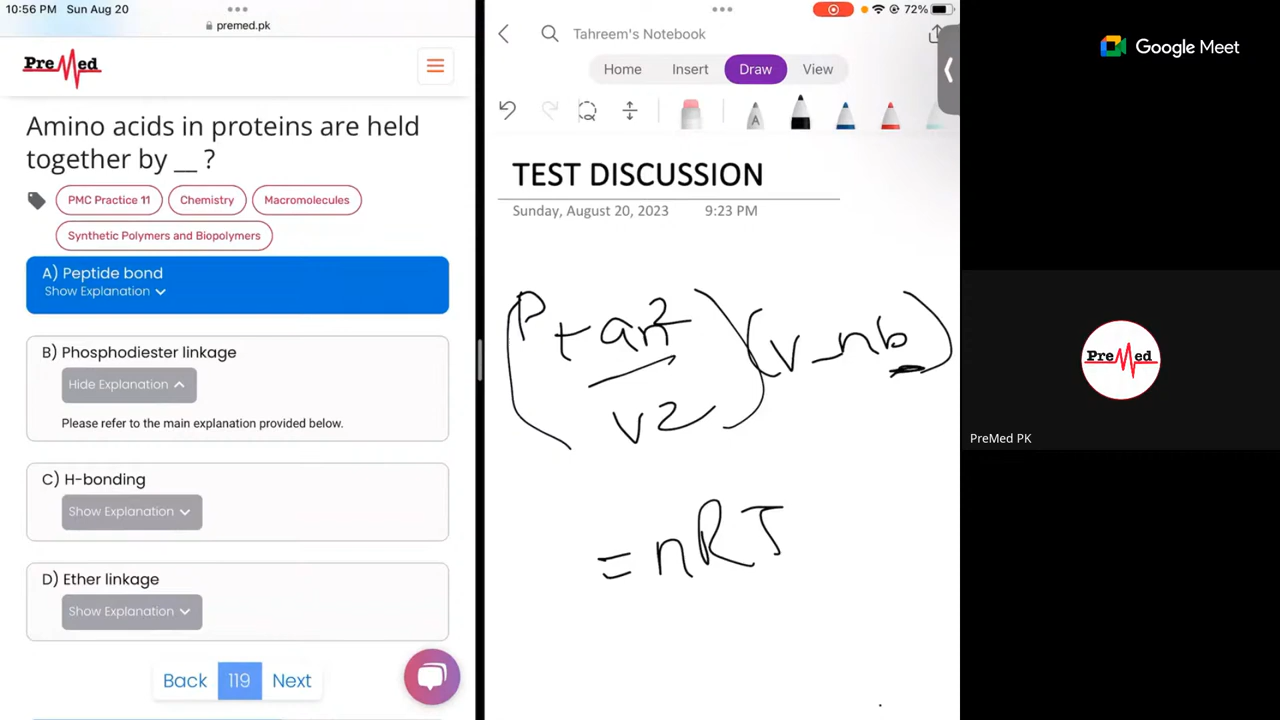 10:56 PM Sun Aug 20
premed.pk
PreMed
Amino acids in proteins are held
together by __ ?
PMC Practice 11
Chemistry
Macromolecules
Synthetic Polymers and Biopolymers
A) Peptide bond
Show Explanation
B) Phosphodiester linkage
Hide Explanation
Please refer to the main explanation provided below.
C) H-bonding
Show Explanation
D) Ether linkage
Show Explanation
Back 119 Next
72%
Tahreem's Notebook
Home Insert Draw View
A
TEST DISCUSSION
Sunday, August 20, 2023 9:23 PM
(P + an²
v2) (v - nb)
= nRT
Google Meet
PreMed
PreMed PK